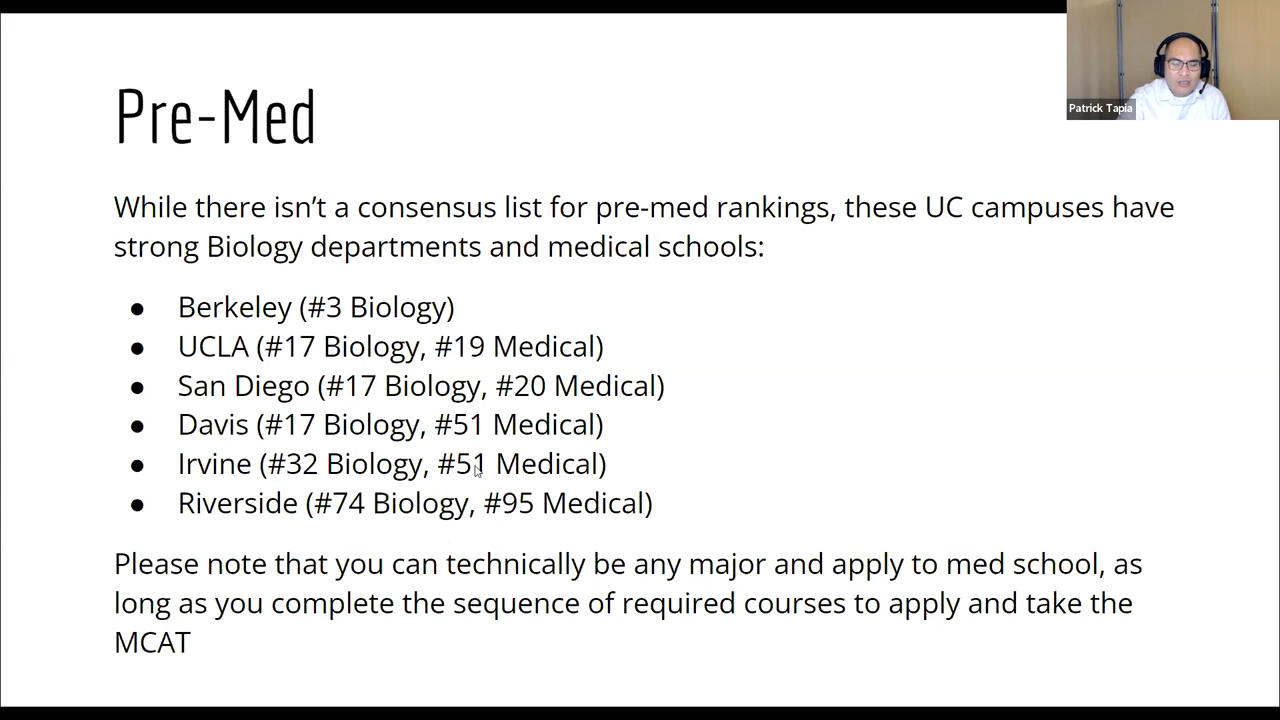 Pre-Med
Patrick Tapia
While there isn’t a consensus list for pre-med rankings, these UC campuses have
strong Biology departments and medical schools:
● Berkeley (#3 Biology)
● UCLA (#17 Biology, #19 Medical)
● San Diego (#17 Biology, #20 Medical)
● Davis (#17 Biology, #51 Medical)
● Irvine (#32 Biology, #51 Medical)
● Riverside (#74 Biology, #95 Medical)
Please note that you can technically be any major and apply to med school, as
long as you complete the sequence of required courses to apply and take the
MCAT